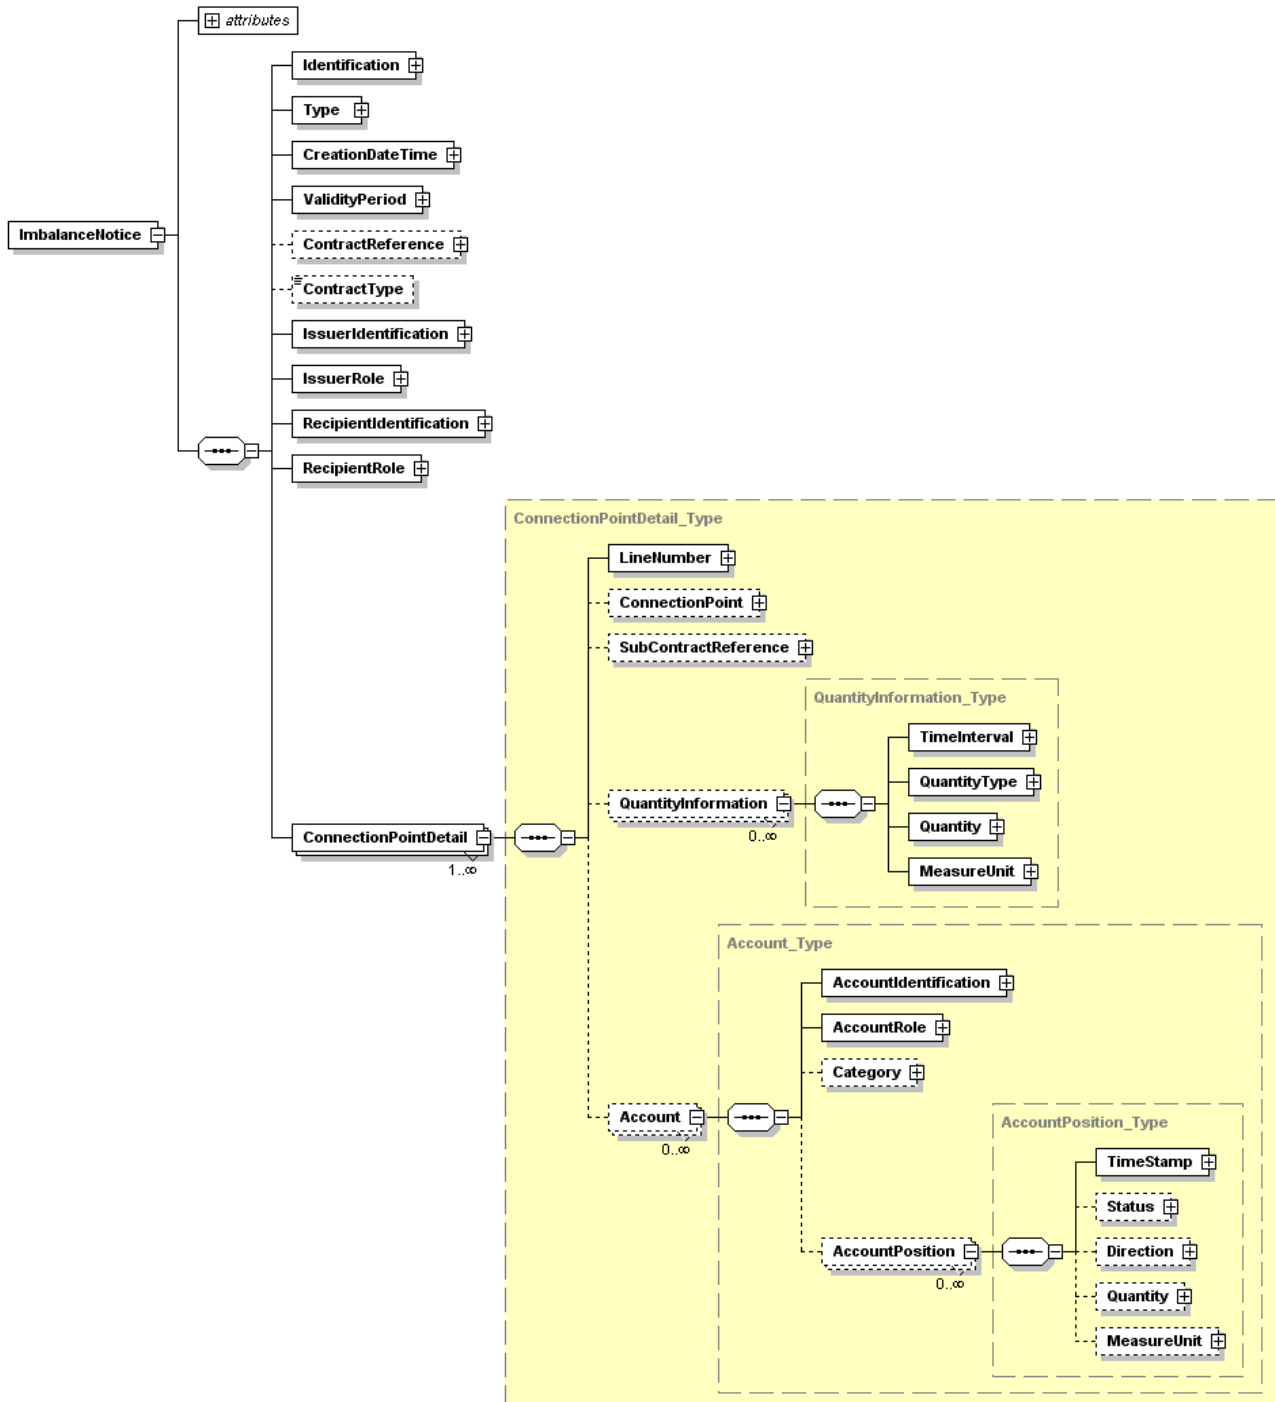 attributes
Identification
Type
CreationDateTime
ValidityPeriod
ImbalanceNotice
ContractReference
ContractType
IssuerIdentification
IssuerRole
RecipientIdentification
RecipientRole
ConnectionPointDetail_Type
LineNumber
ConnectionPoint
SubContractReference
QuantityInformation_Type
TimeInterval
QuantityType
QuantityInformation
0..∞
Quantity
MeasureUnit
ConnectionPointDetail
1..∞
Account_Type
AccountIdentification
AccountRole
Category
Account
0..∞
AccountPosition_Type
TimeStamp
Status
Direction
AccountPosition
0..∞
Quantity
MeasureUnit